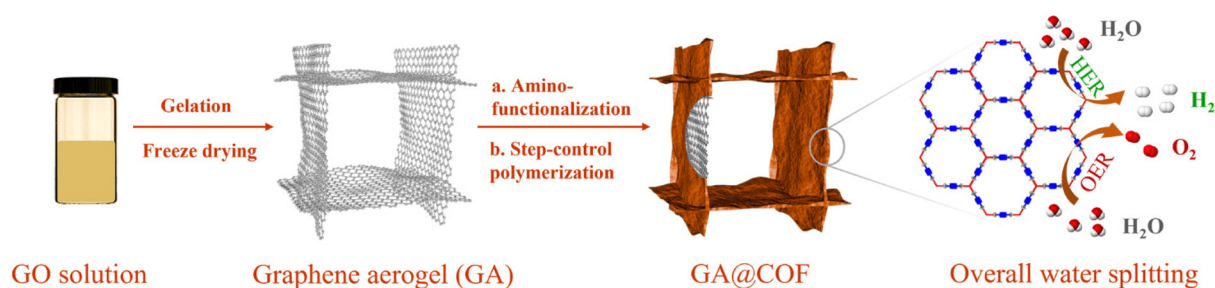 Gelation
Freeze drying
a. Amino-
functionalization
b. Step-control
polymerization
H₂O
HER
H₂
O₂
OER
H₂O
GO solution
Graphene aerogel (GA)
GA@COF
Overall water splitting